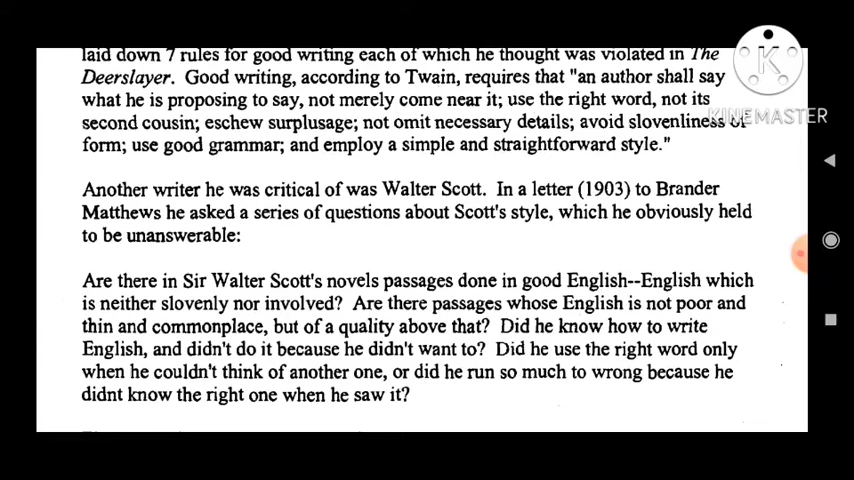 laid down 7 rules for good writing each of which he thought was violated in The
Deerslayer. Good writing, according to Twain, requires that "an author shall say
what he is proposing to say, not merely come near it; use the right word, not its
second cousin; eschew surplusage; not omit necessary details; avoid slovenliness of
form; use good grammar; and employ a simple and straightforward style."
Another writer he was critical of was Walter Scott. In a letter (1903) to Brander
Matthews he asked a series of questions about Scott's style, which he obviously held
to be unanswerable:
Are there in Sir Walter Scott's novels passages done in good English--English which
is neither slovenly nor involved? Are there passages whose English is not poor and
thin and commonplace, but of a quality above that? Did he know how to write
English, and didn't do it because he didn't want to? Did he use the right word only
when he couldn't think of another one, or did he run so much to wrong because he
didnt know the right one when he saw it?
K
KINEMASTER